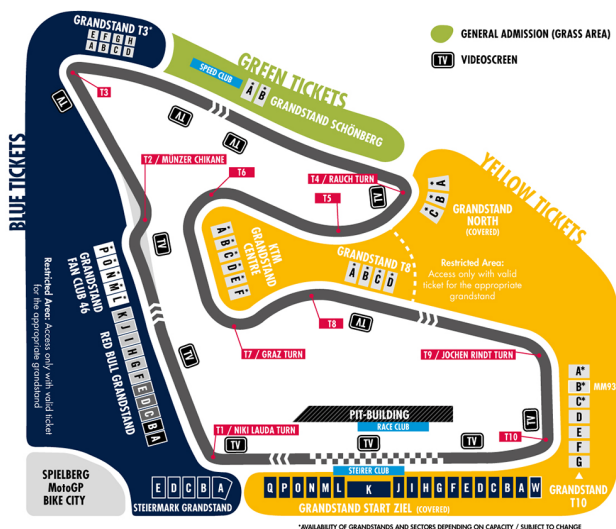 GRANDSTAND T3*
E F G H
A B C D
GENERAL ADMISSION (GRASS AREA)
TV VIDEOSCREEN
GREEN TICKETS
SPEED CLUB
A B
GRANDSTAND SCHÖNBERG
TV
TV
TV
T3
T2 / MÜNZER CHIKANE
T6
T4 / RAUCH TURN
TV
T5
C B A
GRANDSTAND
NORTH
(COVERED)
YELLOW TICKETS
BLUE TICKETS
TV
A B C D E F
KTM
GRANDSTAND
CENTRE
GRANDSTAND T8*
A B C D
Restricted Area:
Access only with valid
ticket for the appropriate
grandstand
Restricted Area: Access only with valid ticket
for the appropriate grandstand
P O N M L
GRANDSTAND
FAN CLUB 46
K J I H G F E D C B A
RED BULL GRANDSTAND
TV
T7 / GRAZ TURN
T8
TV
T9 / JOCHEN RINDT TURN
A*
B* MM93
C*
D
E
F
G
GRANDSTAND
T10
PIT-BUILDING
RACE CLUB
T1 / NIKI LAUDA TURN
TV
TV
TV
TV
T10
STEIRER CLUB
SPIELBERG
MotoGP
BIKE CITY
E D C B A
STEIERMARK GRANDSTAND
Q P O N M L K J I H G F E D C B A W
GRANDSTAND START ZIEL (COVERED)
*AVAILABILITY OF GRANDSTANDS AND SECTORS DEPENDING ON CAPACITY / SUBJECT TO CHANGE